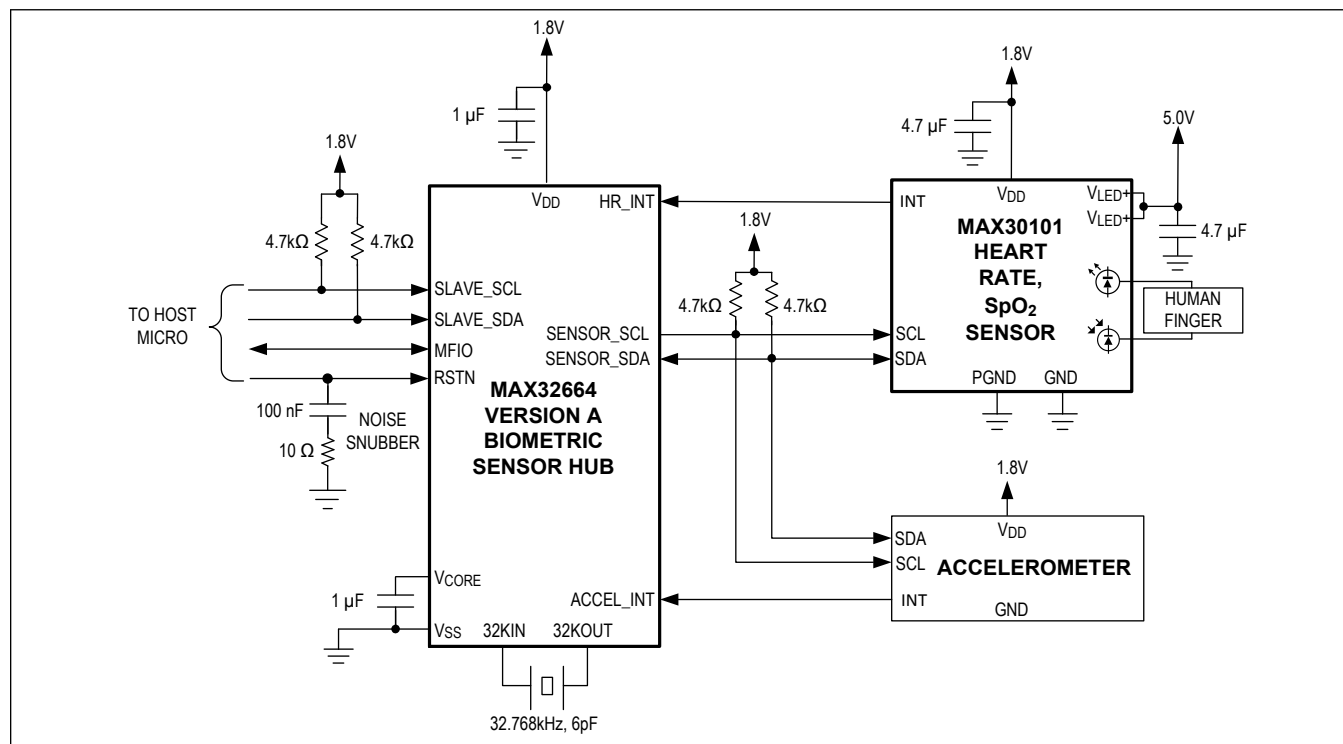 1.8V
1 µF
1.8V
4.7kΩ
4.7kΩ
TO HOST
MICRO
100 nF
NOISE
SNUBBER
10 Ω
VDD
HR_INT
SLAVE_SCL
SLAVE_SDA
MFIO
RSTN
SENSOR_SCL
SENSOR_SDA
MAX32664
VERSION A
BIOMETRIC
SENSOR HUB
VCORE
1 µF
VSS
32KIN
32KOUT
ACCEL_INT
32.768kHz, 6pF
1.8V
4.7kΩ
4.7kΩ
1.8V
4.7 µF
5.0V
INT
VDD
VLED+
VLED+
4.7 µF
MAX30101
HEART
RATE,
SpO2
SENSOR
HUMAN
FINGER
SCL
SDA
PGND
GND
1.8V
VDD
SDA
SCL
ACCELEROMETER
INT
GND